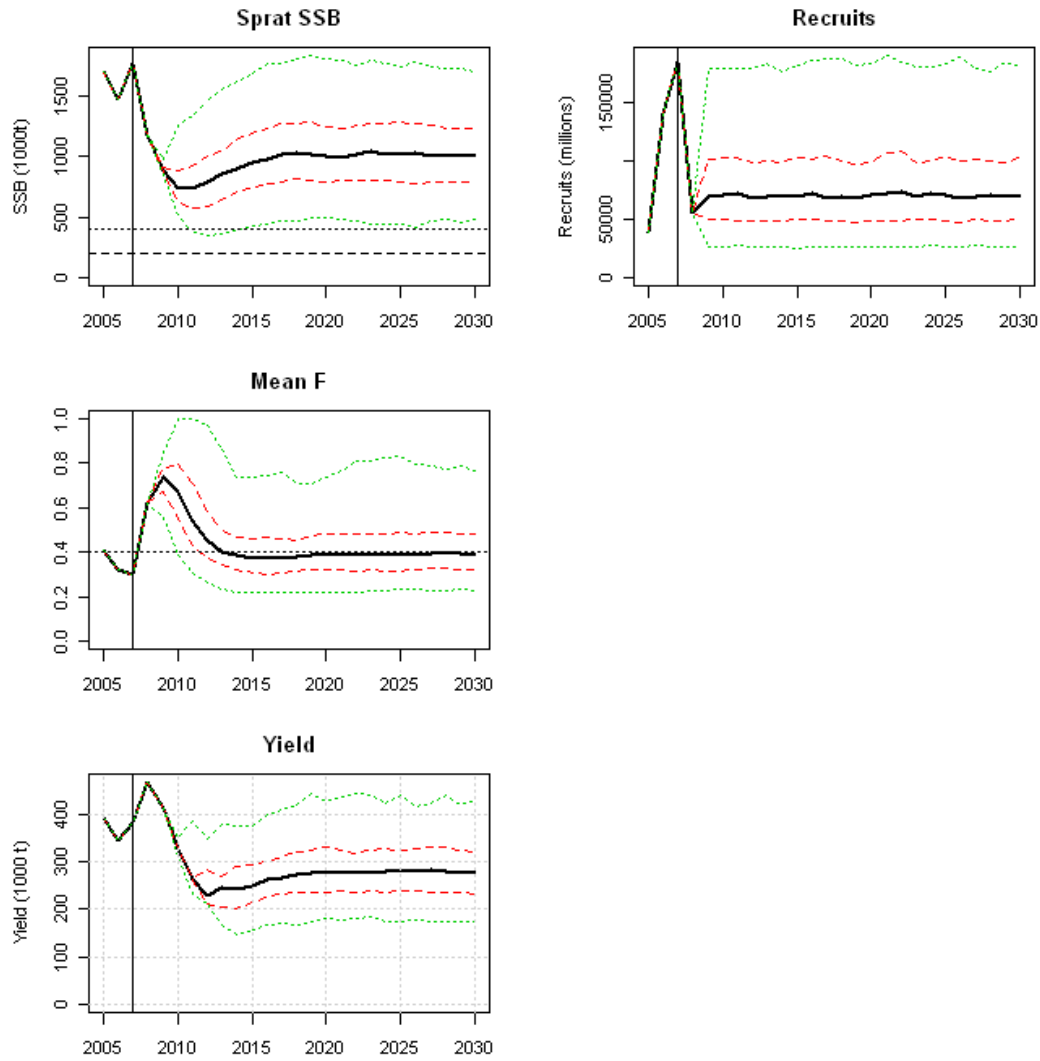 Sprat SSB
SSB (1000t)
0 500 1000 1500
2005 2010 2015 2020 2025 2030
Recruits
Recruits (millions)
0 50000 150000
2005 2010 2015 2020 2025 2030
Mean F
0.0 0.2 0.4 0.6 0.8 1.0
2005 2010 2015 2020 2025 2030
Yield
Yield (1000 t)
0 100 200 300 400
2005 2010 2015 2020 2025 2030